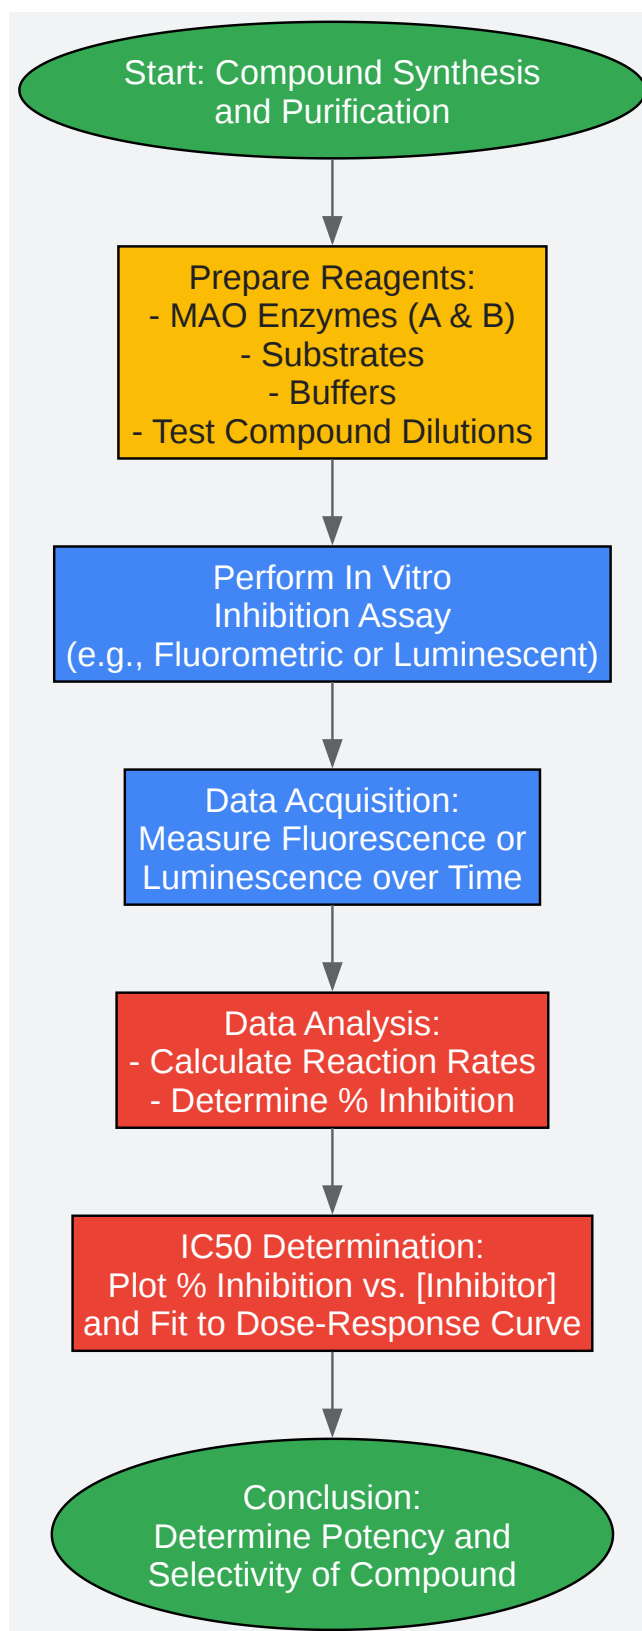 Start: Compound Synthesis
and Purification
Prepare Reagents:
- MAO Enzymes (A & B)
- Substrates
- Buffers
- Test Compound Dilutions
Perform In Vitro
Inhibition Assay
(e.g., Fluorometric or Luminescent)
Data Acquisition:
Measure Fluorescence or
Luminescence over Time
Data Analysis:
- Calculate Reaction Rates
- Determine % Inhibition
IC50 Determination:
Plot % Inhibition vs. [Inhibitor]
and Fit to Dose-Response Curve
Conclusion:
Determine Potency and
Selectivity of Compound